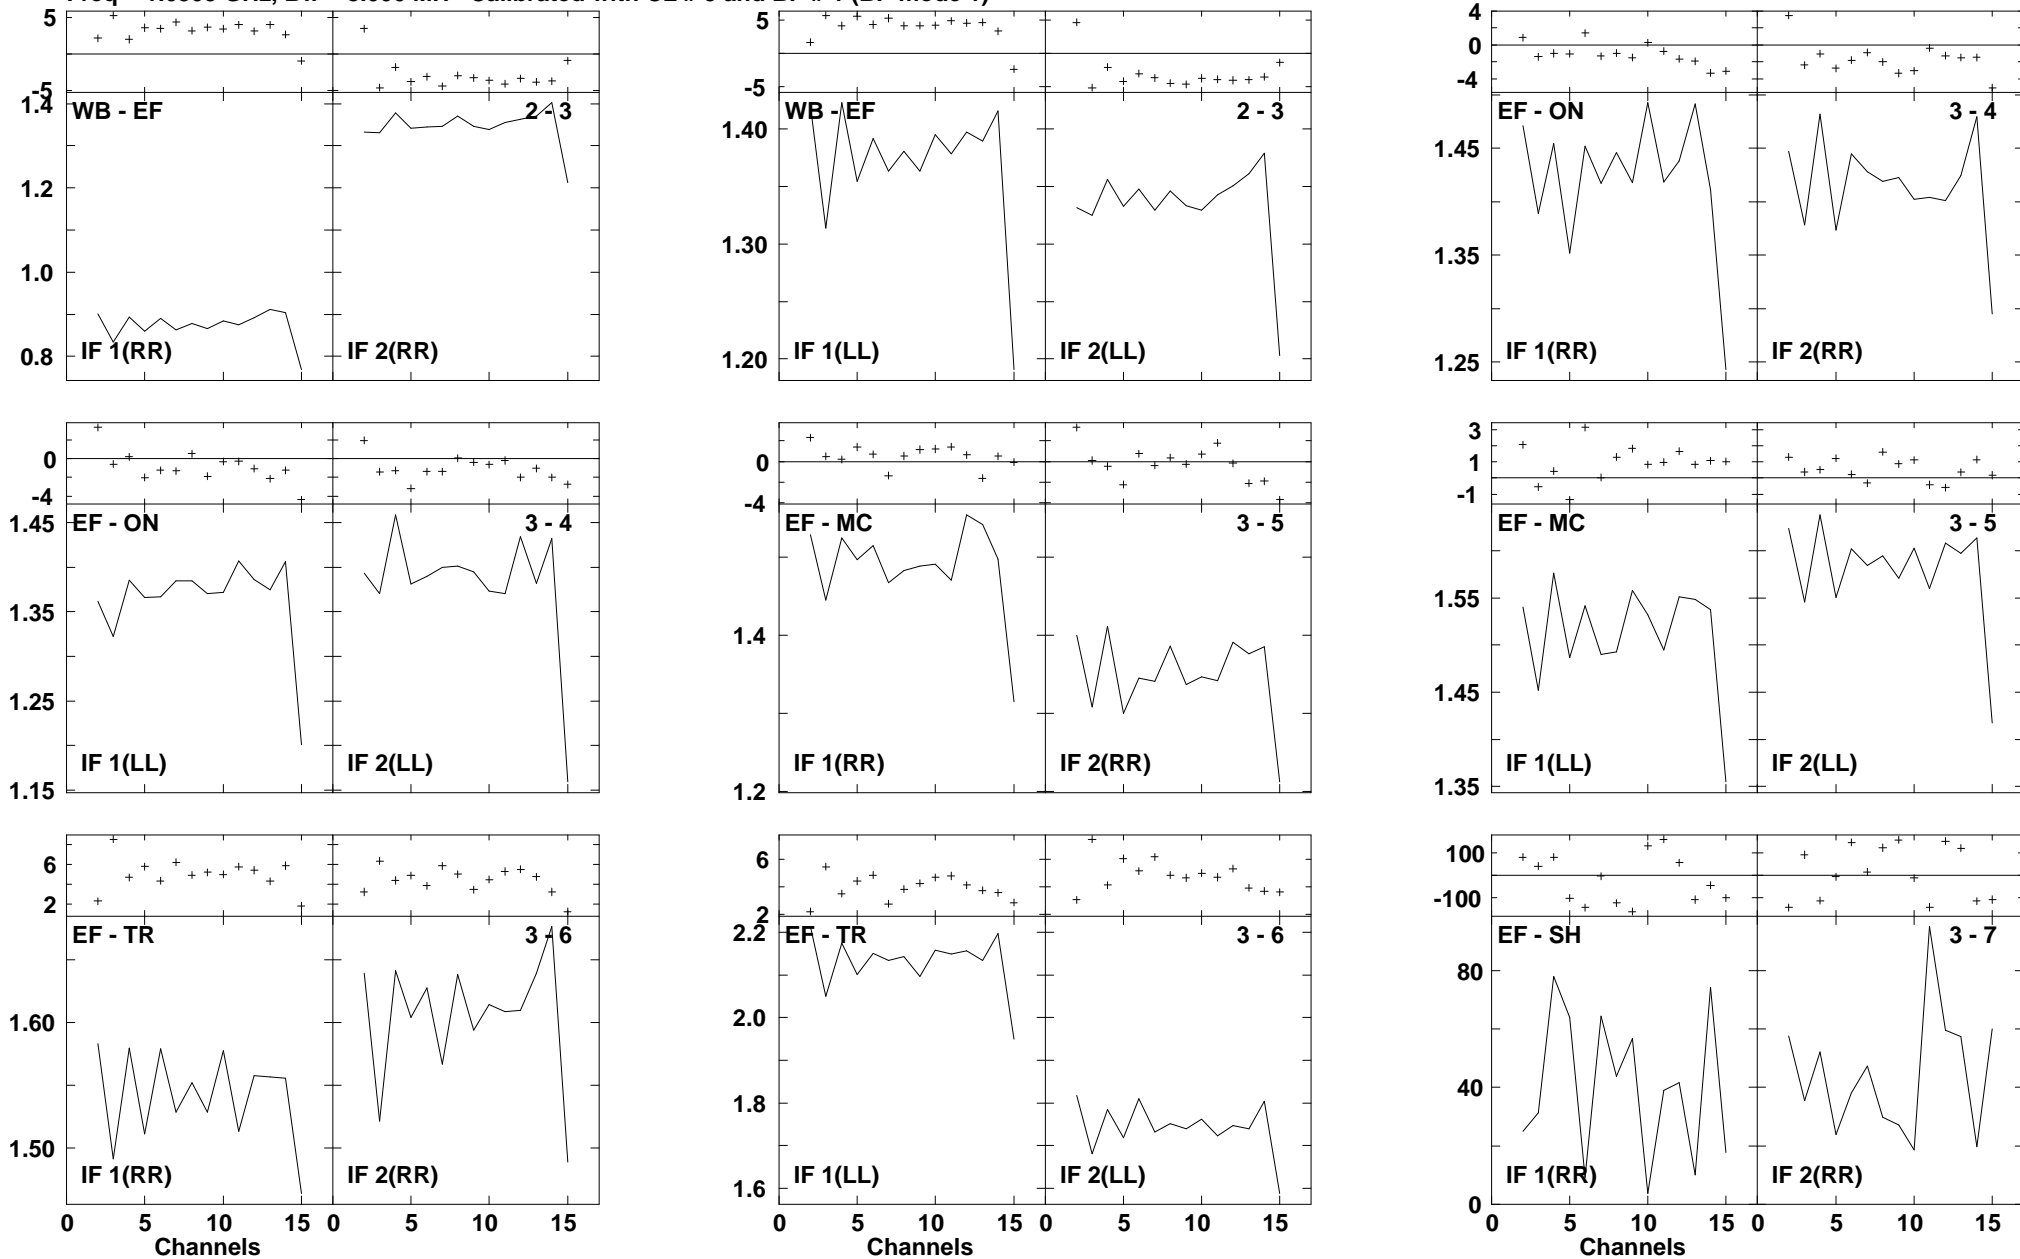 5
-5
WB - EF
2 - 3
1.4
1.2
1.0
0.8
IF 1(RR)
IF 2(RR)
5
-5
WB - EF
2 - 3
1.40
1.30
1.20
IF 1(LL)
IF 2(LL)
4
0
-4
EF - ON
3 - 4
1.45
1.35
1.25
IF 1(RR)
IF 2(RR)
0
-4
EF - ON
3 - 4
1.45
1.35
1.25
1.15
IF 1(LL)
IF 2(LL)
0
-4
EF - MC
3 - 5
1.4
1.2
IF 1(RR)
IF 2(RR)
3
1
-1
EF - MC
3 - 5
1.55
1.45
1.35
IF 1(LL)
IF 2(LL)
6
2
EF - TR
3 - 6
1.60
1.50
IF 1(RR)
IF 2(RR)
0 5 10 15 0 5 10 15
Channels
6
2
EF - TR
3 - 6
2.2
2.0
1.8
1.6
IF 1(LL)
IF 2(LL)
0 5 10 15 0 5 10 15
Channels
100
-100
EF - SH
3 - 7
80
40
0
IF 1(RR)
IF 2(RR)
0 5 10 15 0 5 10 15
Channels